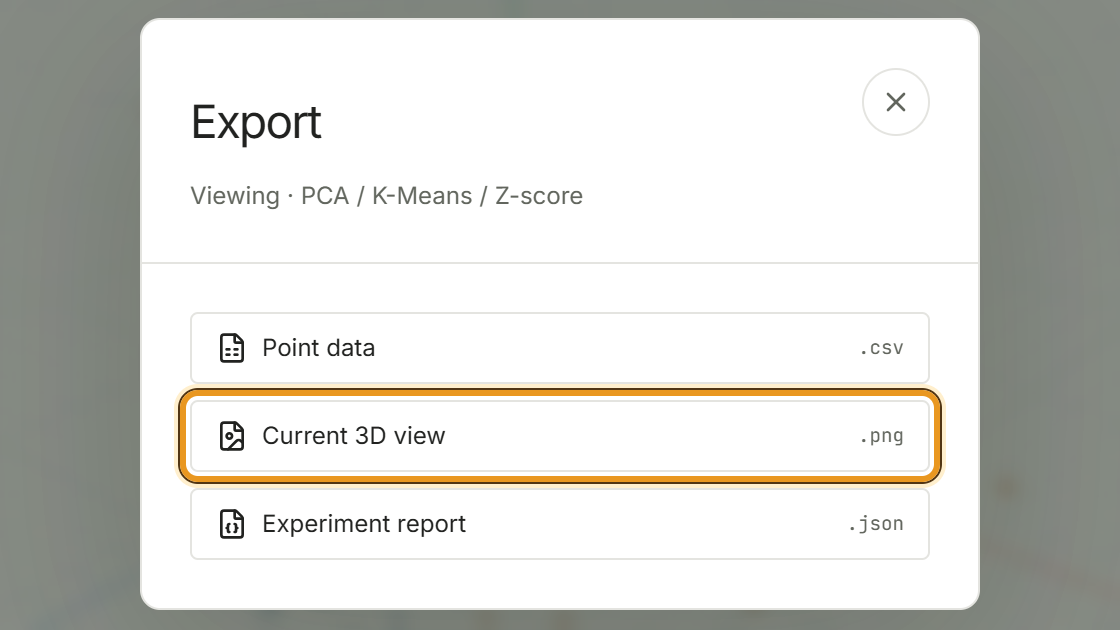 Export
Viewing · PCA / K-Means / Z-score
Point data .csv
Current 3D view .png
Experiment report .json